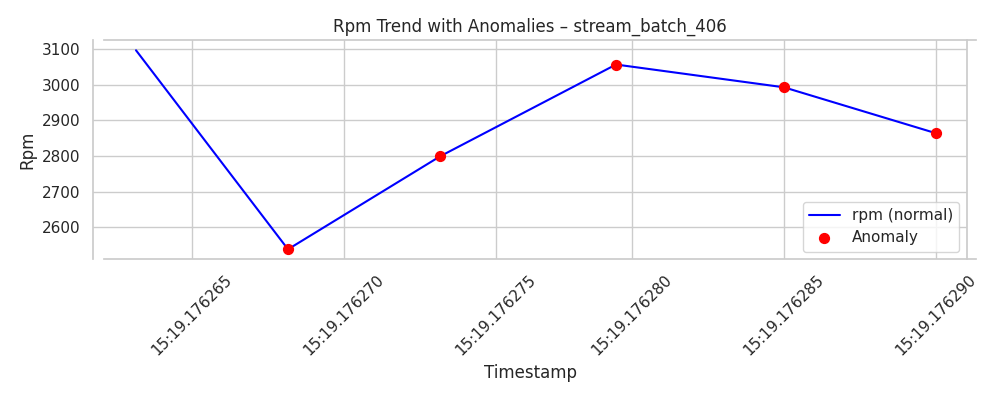 Rpm Trend with Anomalies – stream_batch_406
Rpm
3100
3000
2900
2800
2700
2600
rpm (normal)
Anomaly
15:19.176265
15:19.176270
15:19.176275
15:19.176280
15:19.176285
15:19.176290
Timestamp